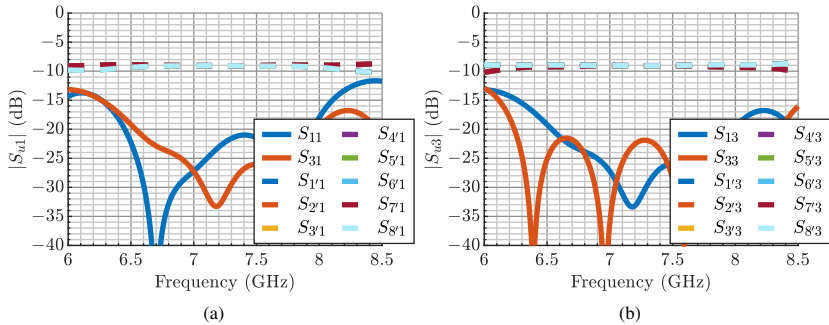 0
−5
−10
−15
−20
−25
−30
−35
−40
|S_{u1}| (dB)
6 6.5 7 7.5 8 8.5
Frequency (GHz)
S_{11} S_{4′1}
S_{31} S_{5′1}
S_{1′1} S_{6′1}
S_{2′1} S_{7′1}
S_{3′1} S_{8′1}
(a)
0
−5
−10
−15
−20
−25
−30
−35
−40
|S_{u3}| (dB)
6 6.5 7 7.5 8 8.5
Frequency (GHz)
S_{13} S_{4′3}
S_{33} S_{5′3}
S_{1′3} S_{6′3}
S_{2′3} S_{7′3}
S_{3′3} S_{8′3}
(b)